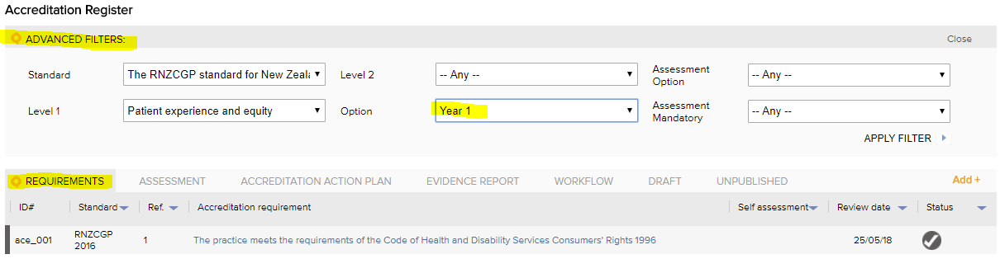 Accreditation Register
ADVANCED FILTERS: Close
Standard The RNZCGP standard for New Zeala Level 2 -- Any -- Assessment Option -- Any --
Level 1 Patient experience and equity Option Year 1 Assessment Mandatory -- Any --
APPLY FILTER
REQUIREMENTS ASSESSMENT ACCREDITATION ACTION PLAN EVIDENCE REPORT WORKFLOW DRAFT UNPUBLISHED Add +
ID# Standard Ref. Accreditation requirement Self assessment Review date Status
ace_001 RNZCGP 2016 1 The practice meets the requirements of the Code of Health and Disability Services Consumers' Rights 1996 25/05/18